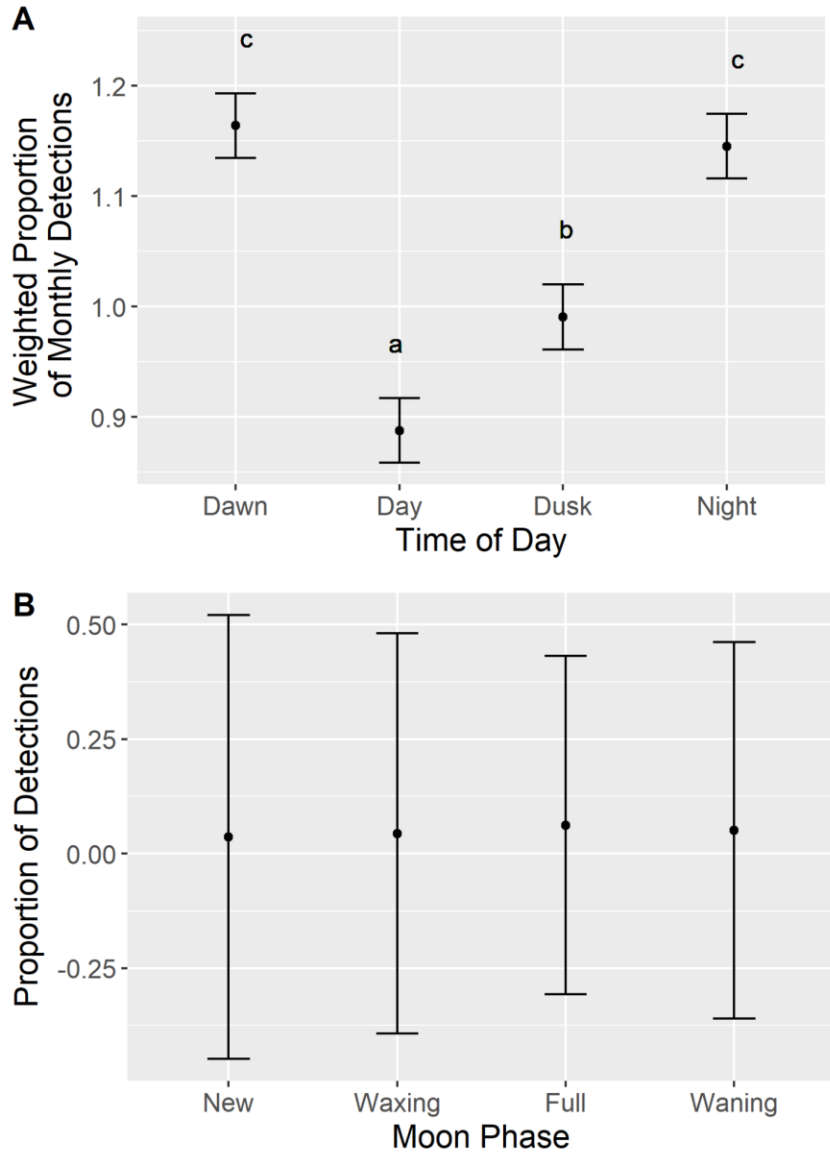 A
Weighted Proportion
of Monthly Detections
1.2
1.1
1.0
0.9
c
a
b
c
Dawn Day Dusk Night
Time of Day
B
Proportion of Detections
0.50
0.25
0.00
-0.25
New Waxing Full Waning
Moon Phase